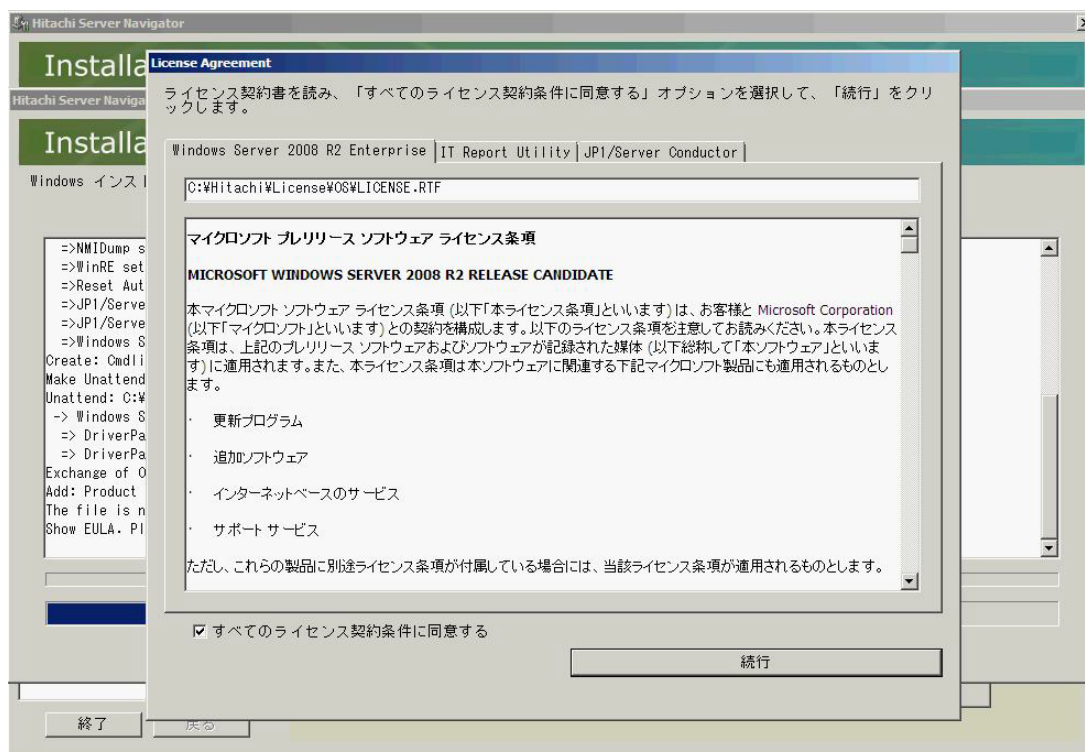 Hitachi Server Navigator
Installa
License Agreement
Hitachi Server Naviga
ライセンス契約書を読み、「すべてのライセンス契約条件に同意する」オプションを選択して、「続行」をクリ
ックします。
Installa
Windows Server 2008 R2 Enterprise
IT Report Utility
JP1/Server Conductor
Windows インスト
C:¥Hitachi¥License¥OS¥LICENSE.RTF
マイクロソフト プレリリース ソフトウェア ライセンス条項
MICROSOFT WINDOWS SERVER 2008 R2 RELEASE CANDIDATE
本マイクロソフト ソフトウェア ライセンス条項 (以下「本ライセンス条項」といいます) は、お客様と Microsoft Corporation
(以下「マイクロソフト」といいます) との契約を構成します。以下のライセンス条項を注意してお読みください。本ライセンス
条項は、上記のプレリリース ソフトウェアおよびソフトウェアが記録された媒体 (以下総称して「本ソフトウェア」といいま
す) に適用されます。また、本ライセンス条項は本ソフトウェアに関連する下記マイクロソフト製品にも適用されるものとし
ます。
· 更新プログラム
· 追加ソフトウェア
· インターネットベースのサービス
· サポート サービス
ただし、これらの製品に別途ライセンス条項が付属している場合には、当該ライセンス条項が適用されるものとします。
=>NMIDump s
=>WinRE set
=>Reset Aut
=>JP1/Serve
=>JP1/Serve
=>Windows S
Create: Cmdli
Make Unattend
Unattend: C:¥
-> Windows S
=> DriverPa
=> DriverPa
Exchange of O
Add: Product
The file is n
Show EULA. Pl
すべてのライセンス契約条件に同意する
続行
終了
戻る